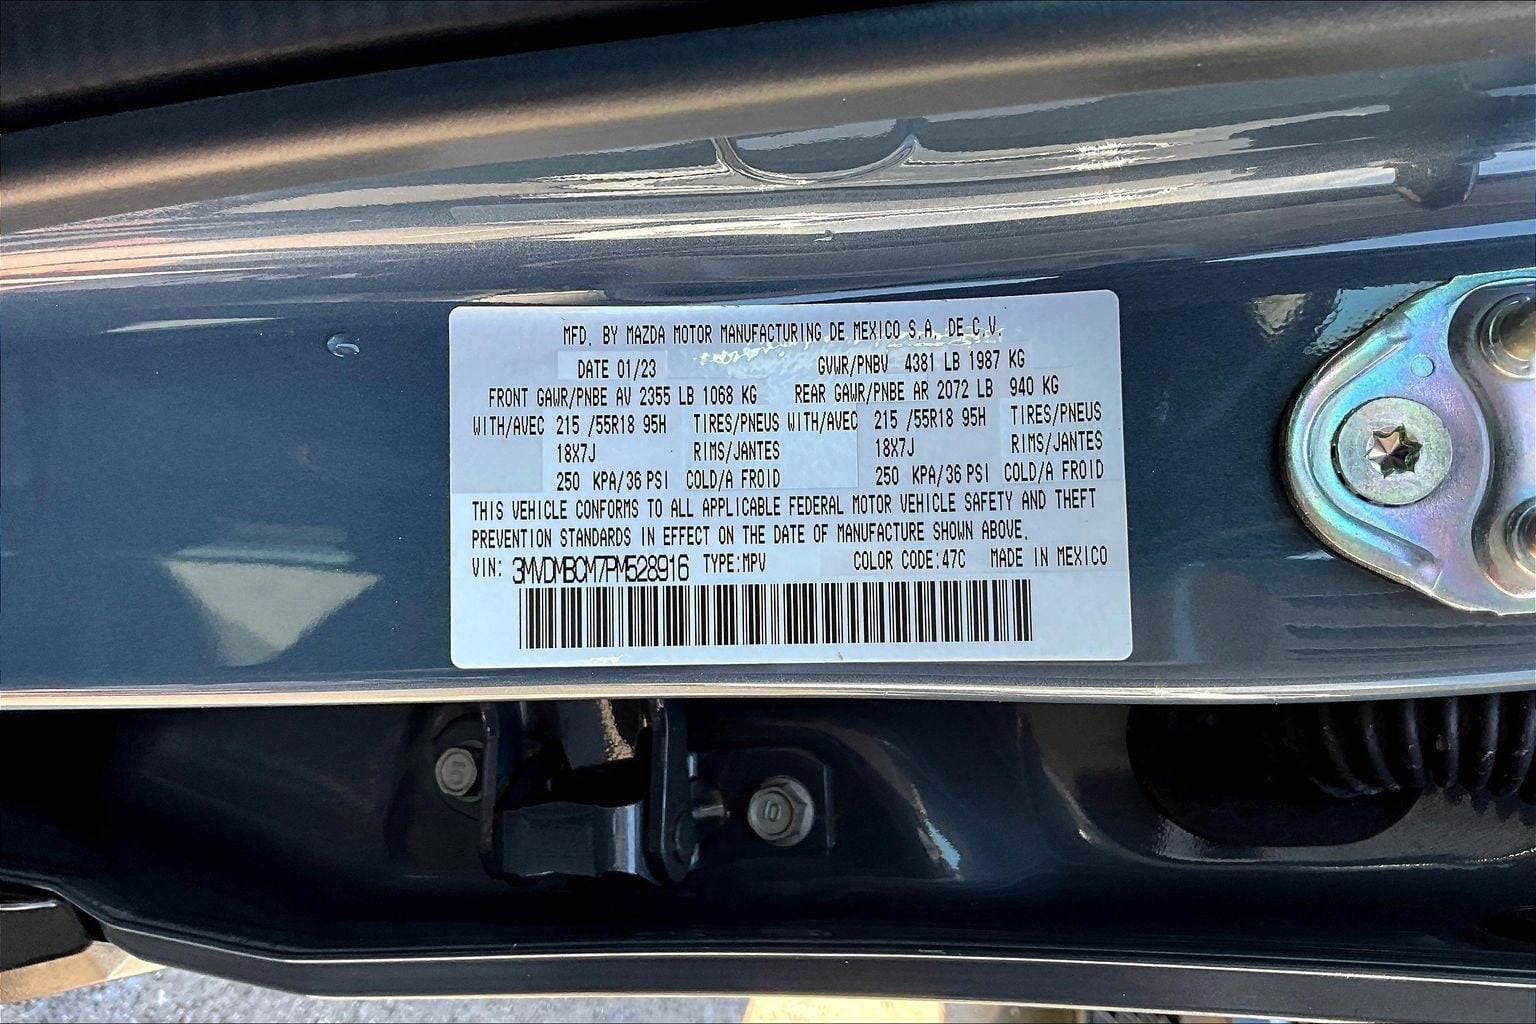 MFD. BY MAZDA MOTOR MANUFACTURING DE MEXICO S.A. DE C.V.
DATE 01/23 GVWR/PNBV 4381 LB 1987 KG
FRONT GAWR/PNBE AV 2355 LB 1068 KG REAR GAWR/PNBE AR 2072 LB 940 KG
WITH/AVEC 215 /55R18 95H TIRES/PNEUS WITH/AVEC 215 /55R18 95H TIRES/PNEUS
18X7J RIMS/JANTES 18X7J RIMS/JANTES
250 KPA/36 PSI COLD/A FROID 250 KPA/36 PSI COLD/A FROID
THIS VEHICLE CONFORMS TO ALL APPLICABLE FEDERAL MOTOR VEHICLE SAFETY AND THEFT
PREVENTION STANDARDS IN EFFECT ON THE DATE OF MANUFACTURE SHOWN ABOVE.
VIN: 3MVDMBCM7PM528916 TYPE:MPV COLOR CODE:47C MADE IN MEXICO